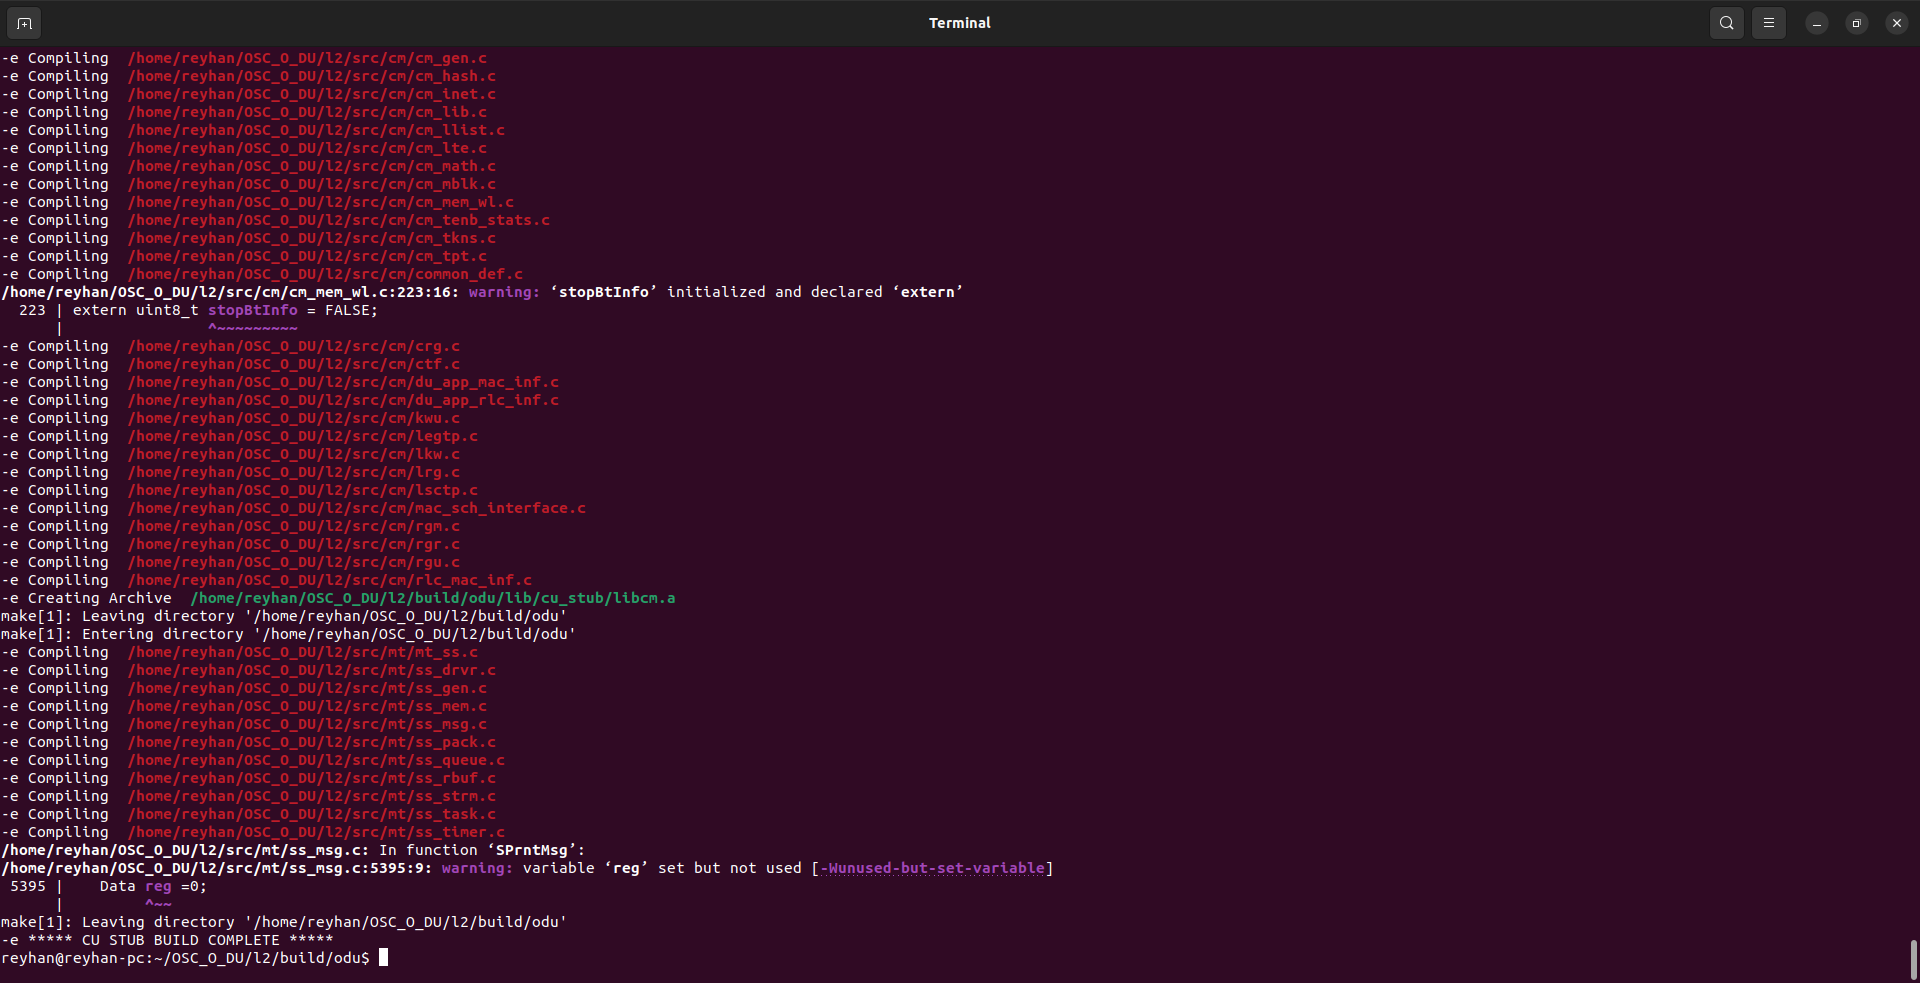 Terminal
-e Compiling  /home/reyhan/OSC_O_DU/l2/src/cm/cm_gen.c
-e Compiling  /home/reyhan/OSC_O_DU/l2/src/cm/cm_hash.c
-e Compiling  /home/reyhan/OSC_O_DU/l2/src/cm/cm_inet.c
-e Compiling  /home/reyhan/OSC_O_DU/l2/src/cm/cm_lib.c
-e Compiling  /home/reyhan/OSC_O_DU/l2/src/cm/cm_llist.c
-e Compiling  /home/reyhan/OSC_O_DU/l2/src/cm/cm_lte.c
-e Compiling  /home/reyhan/OSC_O_DU/l2/src/cm/cm_math.c
-e Compiling  /home/reyhan/OSC_O_DU/l2/src/cm/cm_mblk.c
-e Compiling  /home/reyhan/OSC_O_DU/l2/src/cm/cm_mem_wl.c
-e Compiling  /home/reyhan/OSC_O_DU/l2/src/cm/cm_tenb_stats.c
-e Compiling  /home/reyhan/OSC_O_DU/l2/src/cm/cm_tkns.c
-e Compiling  /home/reyhan/OSC_O_DU/l2/src/cm/cm_tpt.c
-e Compiling  /home/reyhan/OSC_O_DU/l2/src/cm/common_def.c
/home/reyhan/OSC_O_DU/l2/src/cm/cm_mem_wl.c:223:16: warning: ‘stopBtInfo’ initialized and declared ‘extern’
  223 | extern uint8_t stopBtInfo = FALSE;
      |                ^~~~~~~~~~
-e Compiling  /home/reyhan/OSC_O_DU/l2/src/cm/crg.c
-e Compiling  /home/reyhan/OSC_O_DU/l2/src/cm/ctf.c
-e Compiling  /home/reyhan/OSC_O_DU/l2/src/cm/du_app_mac_inf.c
-e Compiling  /home/reyhan/OSC_O_DU/l2/src/cm/du_app_rlc_inf.c
-e Compiling  /home/reyhan/OSC_O_DU/l2/src/cm/kwu.c
-e Compiling  /home/reyhan/OSC_O_DU/l2/src/cm/legtp.c
-e Compiling  /home/reyhan/OSC_O_DU/l2/src/cm/lkw.c
-e Compiling  /home/reyhan/OSC_O_DU/l2/src/cm/lrg.c
-e Compiling  /home/reyhan/OSC_O_DU/l2/src/cm/lsctp.c
-e Compiling  /home/reyhan/OSC_O_DU/l2/src/cm/mac_sch_interface.c
-e Compiling  /home/reyhan/OSC_O_DU/l2/src/cm/rgm.c
-e Compiling  /home/reyhan/OSC_O_DU/l2/src/cm/rgr.c
-e Compiling  /home/reyhan/OSC_O_DU/l2/src/cm/rgu.c
-e Compiling  /home/reyhan/OSC_O_DU/l2/src/cm/rlc_mac_inf.c
-e Creating Archive  /home/reyhan/OSC_O_DU/l2/build/odu/lib/cu_stub/libcm.a
make[1]: Leaving directory '/home/reyhan/OSC_O_DU/l2/build/odu'
make[1]: Entering directory '/home/reyhan/OSC_O_DU/l2/build/odu'
-e Compiling  /home/reyhan/OSC_O_DU/l2/src/mt/mt_ss.c
-e Compiling  /home/reyhan/OSC_O_DU/l2/src/mt/ss_drvr.c
-e Compiling  /home/reyhan/OSC_O_DU/l2/src/mt/ss_gen.c
-e Compiling  /home/reyhan/OSC_O_DU/l2/src/mt/ss_mem.c
-e Compiling  /home/reyhan/OSC_O_DU/l2/src/mt/ss_msg.c
-e Compiling  /home/reyhan/OSC_O_DU/l2/src/mt/ss_pack.c
-e Compiling  /home/reyhan/OSC_O_DU/l2/src/mt/ss_queue.c
-e Compiling  /home/reyhan/OSC_O_DU/l2/src/mt/ss_rbuf.c
-e Compiling  /home/reyhan/OSC_O_DU/l2/src/mt/ss_strm.c
-e Compiling  /home/reyhan/OSC_O_DU/l2/src/mt/ss_task.c
-e Compiling  /home/reyhan/OSC_O_DU/l2/src/mt/ss_timer.c
/home/reyhan/OSC_O_DU/l2/src/mt/ss_msg.c: In function ‘SPrntMsg’:
/home/reyhan/OSC_O_DU/l2/src/mt/ss_msg.c:5395:9: warning: variable ‘reg’ set but not used [-Wunused-but-set-variable]
 5395 |    Data reg =0;
      |         ^~~
make[1]: Leaving directory '/home/reyhan/OSC_O_DU/l2/build/odu'
-e ***** CU STUB BUILD COMPLETE *****
reyhan@reyhan-pc:~/OSC_O_DU/l2/build/odu$